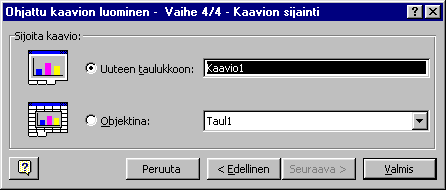 Ohjattu kaavion luominen - Vaihe 4/4 - Kaavion sijainti
Sijoita kaavio:
Uuteen taulukkoon: Kaavio1
Objektina: Taul1
Peruuta < Edellinen Seuraava > Valmis